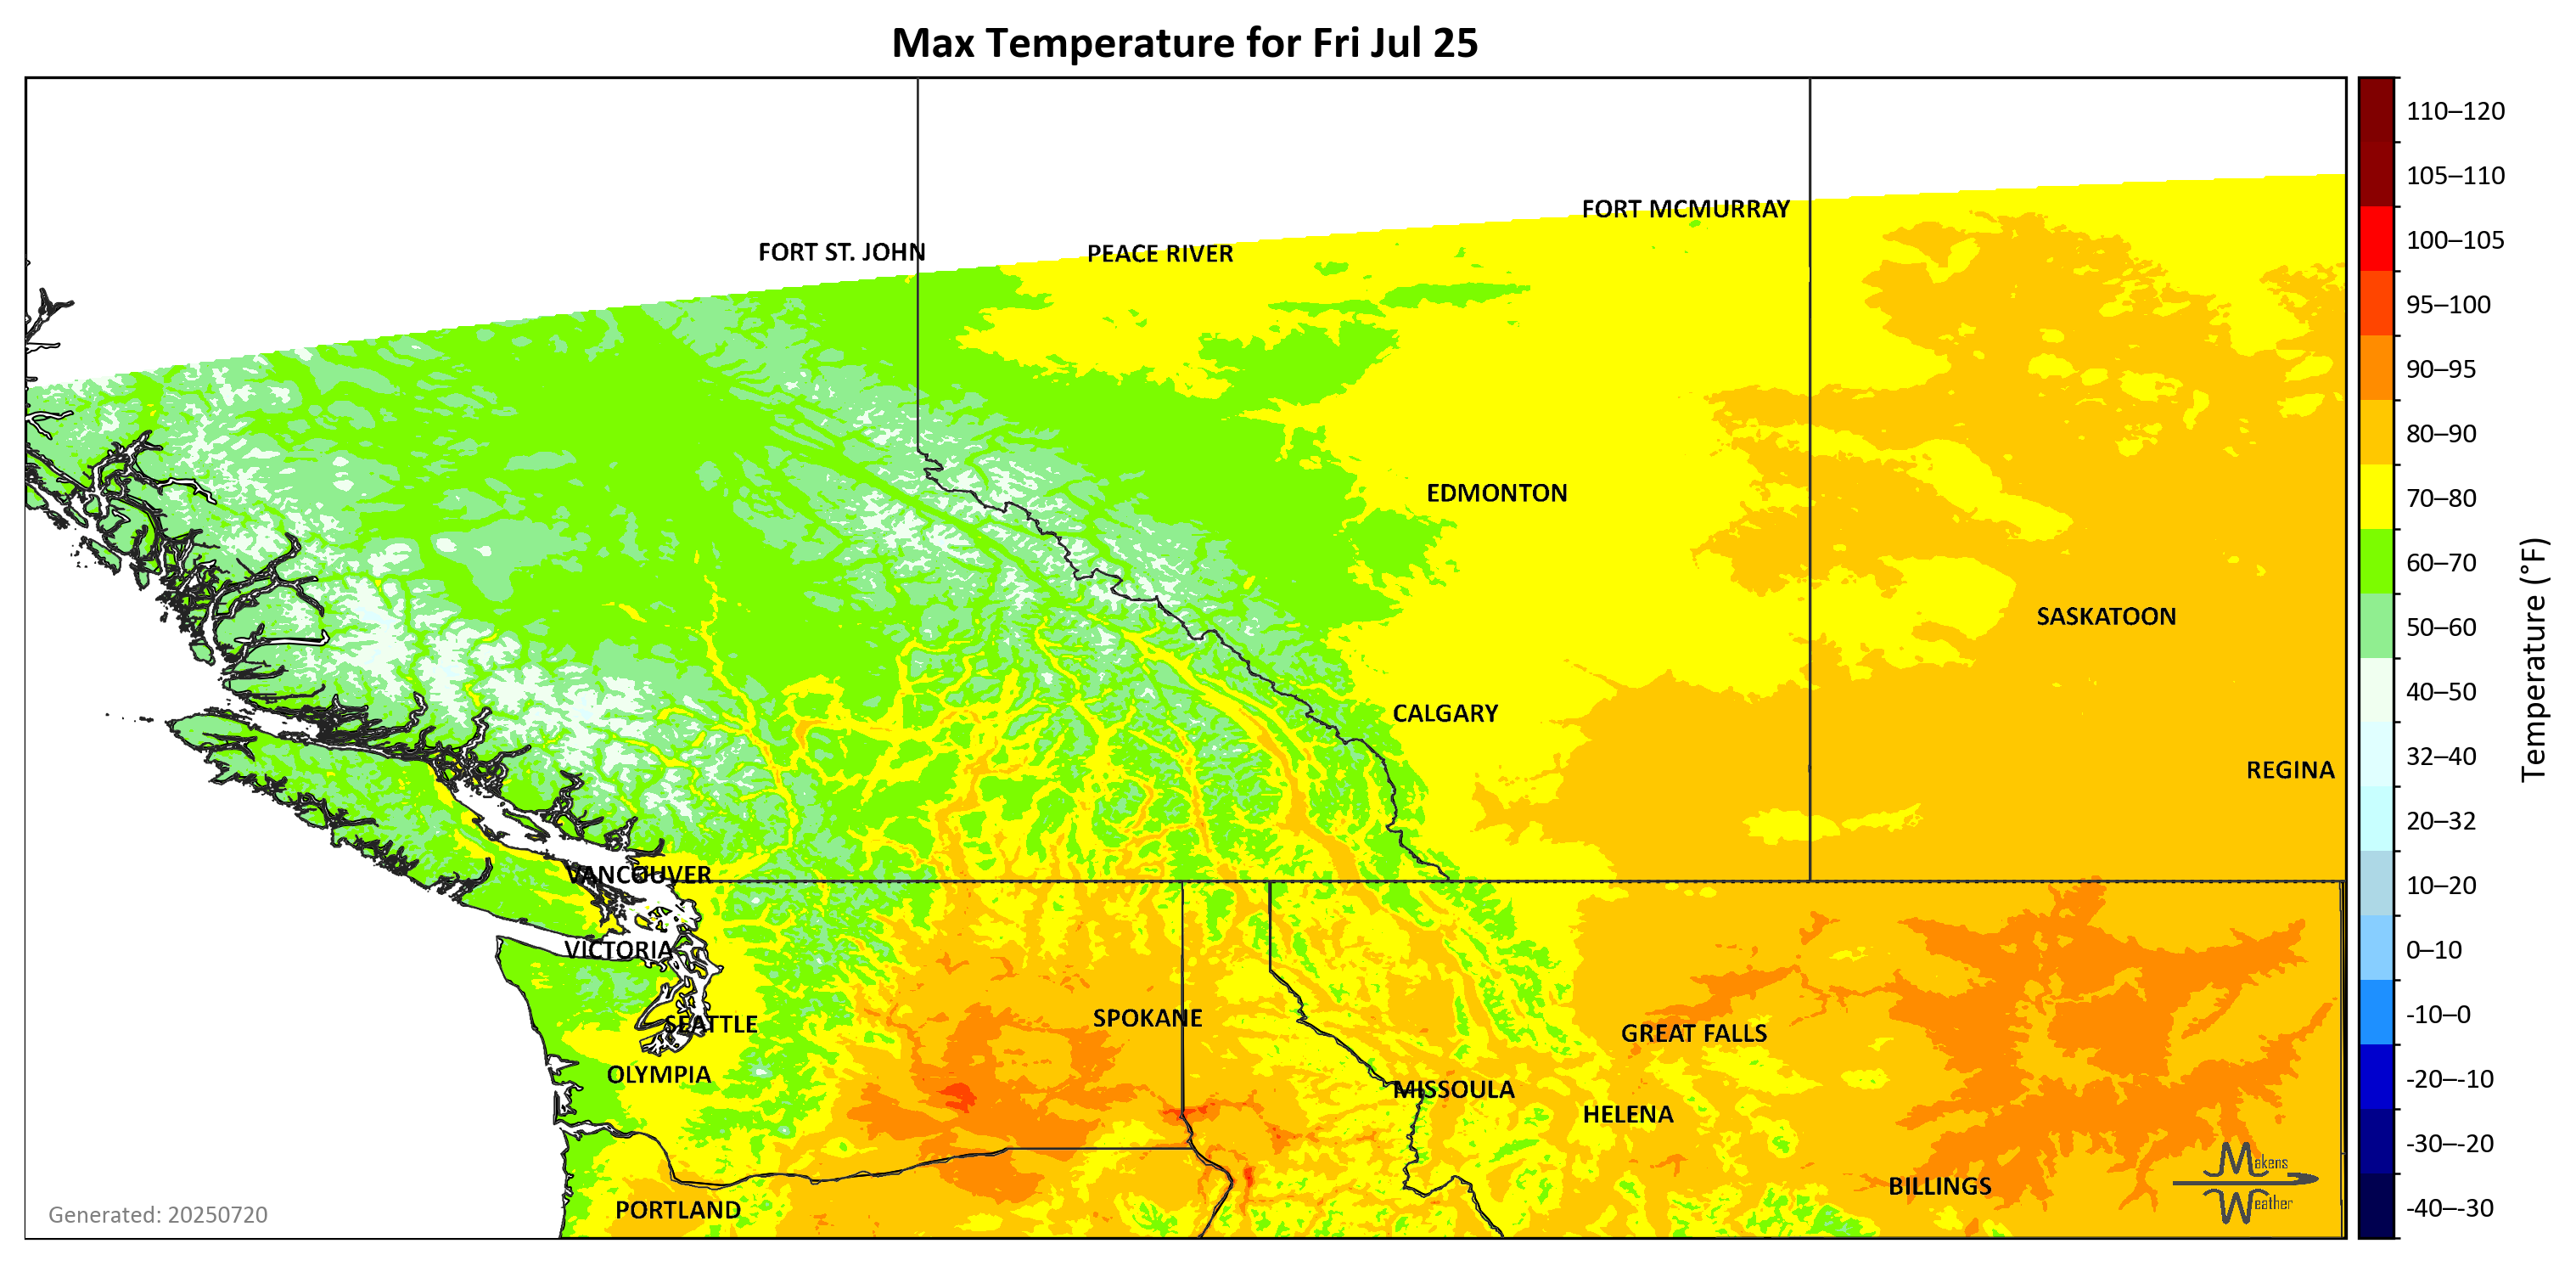 Max Temperature for Fri Jul 25
110–120
105–110
100–105
95–100
90–95
80–90
70–80
60–70
50–60
40–50
32–40
20–32
10–20
0–10
-10–0
-20–-10
-30–-20
-40–-30
Temperature (°F)
FORT MCMURRAY
FORT ST. JOHN
PEACE RIVER
EDMONTON
SASKATOON
CALGARY
REGINA
VANCOUVER
VICTORIA
SPOKANE
SEATTLE
GREAT FALLS
OLYMPIA
MISSOULA
HELENA
BILLINGS
PORTLAND
Makens
Weather
Generated: 20250720